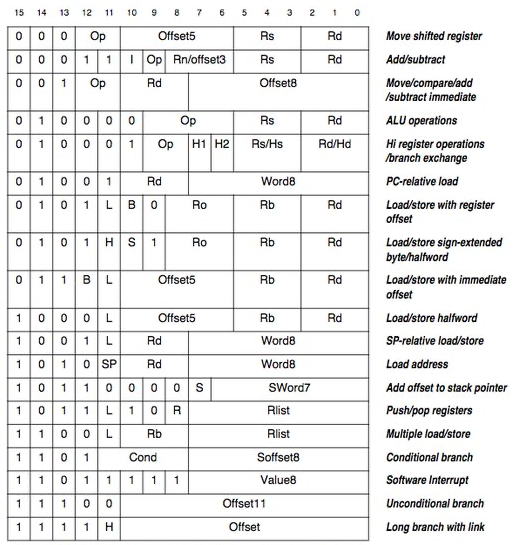 15 14 13 12 11 10 9 8 7 6 5 4 3 2 1 0
0 0 0 Op Offset5 Rs Rd Move shifted register
0 0 0 1 1 I Op Rn/offset3 Rs Rd Add/subtract
0 0 1 Op Rd Offset8 Move/compare/add
/subtract immediate
0 1 0 0 0 0 Op Rs Rd ALU operations
0 1 0 0 0 1 Op H1 H2 Rs/Hs Rd/Hd Hi register operations
/branch exchange
0 1 0 0 1 Rd Word8 PC-relative load
0 1 0 1 L B 0 Ro Rb Rd Load/store with register
offset
0 1 0 1 H S 1 Ro Rb Rd Load/store sign-extended
byte/halfword
0 1 1 B L Offset5 Rb Rd Load/store with immediate
offset
1 0 0 0 L Offset5 Rb Rd Load/store halfword
1 0 0 1 L Rd Word8 SP-relative load/store
1 0 1 0 SP Rd Word8 Load address
1 0 1 1 0 0 0 0 S SWord7 Add offset to stack pointer
1 0 1 1 L 1 0 R Rlist Push/pop registers
1 1 0 0 L Rb Rlist Multiple load/store
1 1 0 1 Cond Soffset8 Conditional branch
1 1 0 1 1 1 1 1 Value8 Software Interrupt
1 1 1 0 0 Offset11 Unconditional branch
1 1 1 1 H Offset Long branch with link